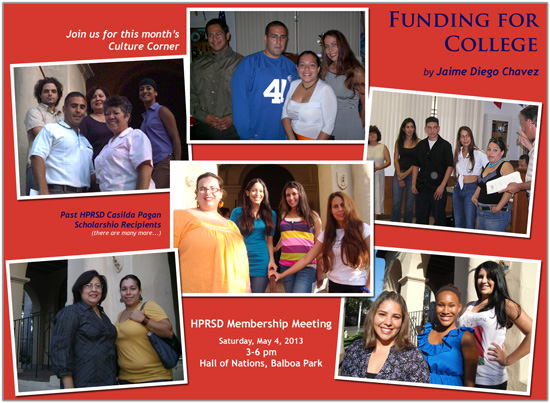 Join us for this month's
Culture Corner
FUNDING FOR
COLLEGE
by Jaime Diego Chavez
4
Past HPRSD Casilda Pagan
Scholarship Recipients
(there are many more...)
HPRSD Membership Meeting
Saturday, May 4, 2013
3-6 pm
Hall of Nations, Balboa Park